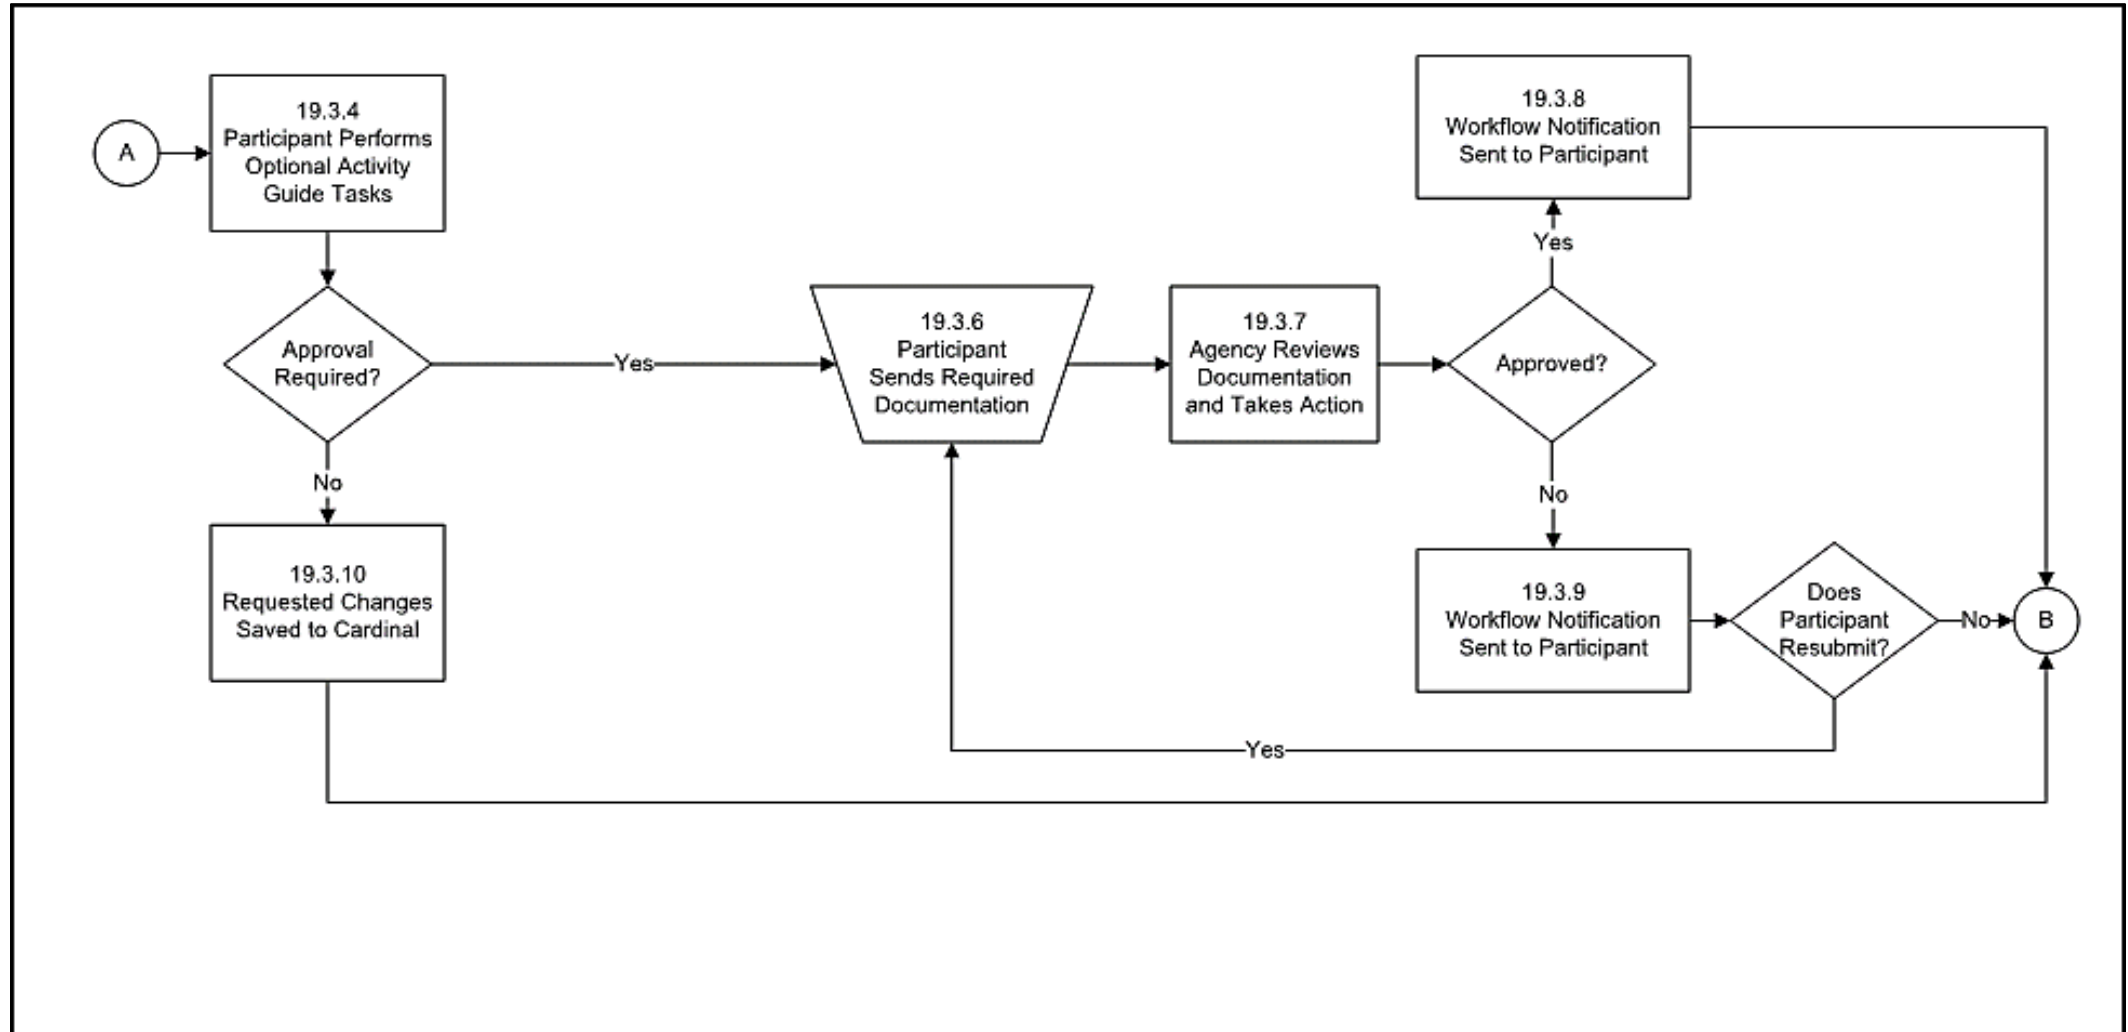 A
19.3.4
Participant Performs
Optional Activity
Guide Tasks
Approval
Required?
Yes
No
19.3.10
Requested Changes
Saved to Cardinal
19.3.6
Participant
Sends Required
Documentation
19.3.7
Agency Reviews
Documentation
and Takes Action
Approved?
Yes
19.3.8
Workflow Notification
Sent to Participant
No
19.3.9
Workflow Notification
Sent to Participant
Does
Participant
Resubmit?
No
B
Yes